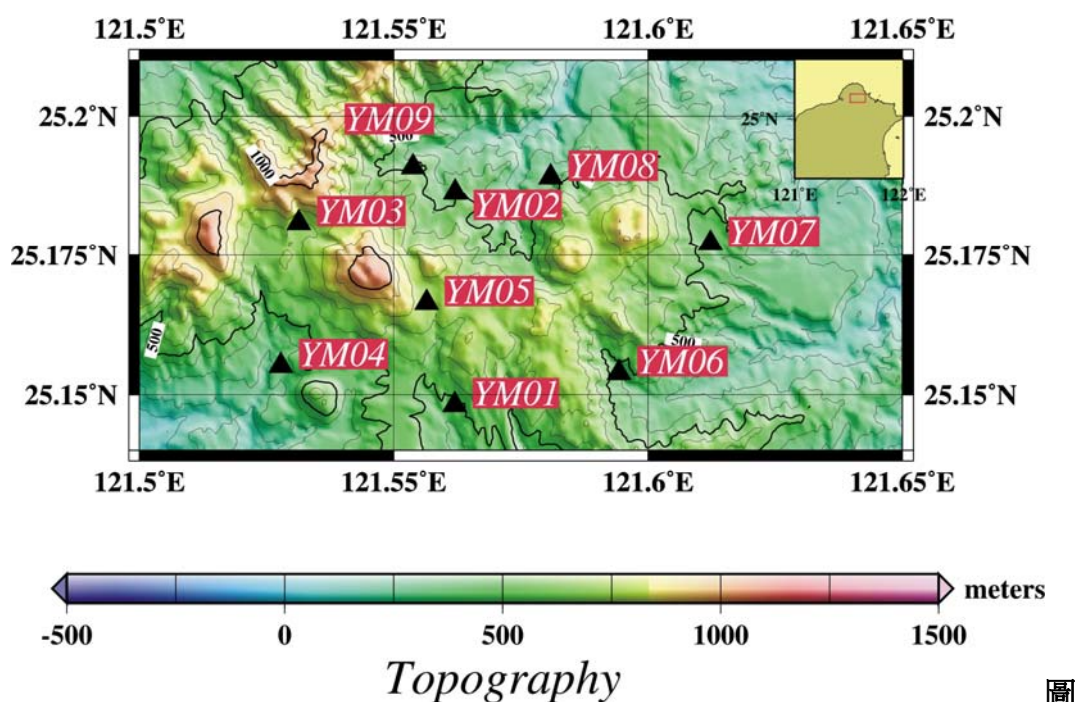 121.5°E 121.55°E 121.6°E 121.65°E
25.2°N 25.2°N
25.175°N 25.175°N
25.15°N 25.15°N
121.5°E 121.55°E 121.6°E 121.65°E
25°N
121°E 122°E
YM09
500
1000
YM08
YM02
YM03
YM07
YM05
500
500
YM04
YM06
YM01
meters
-500 0 500 1000 1500
Topography
圖